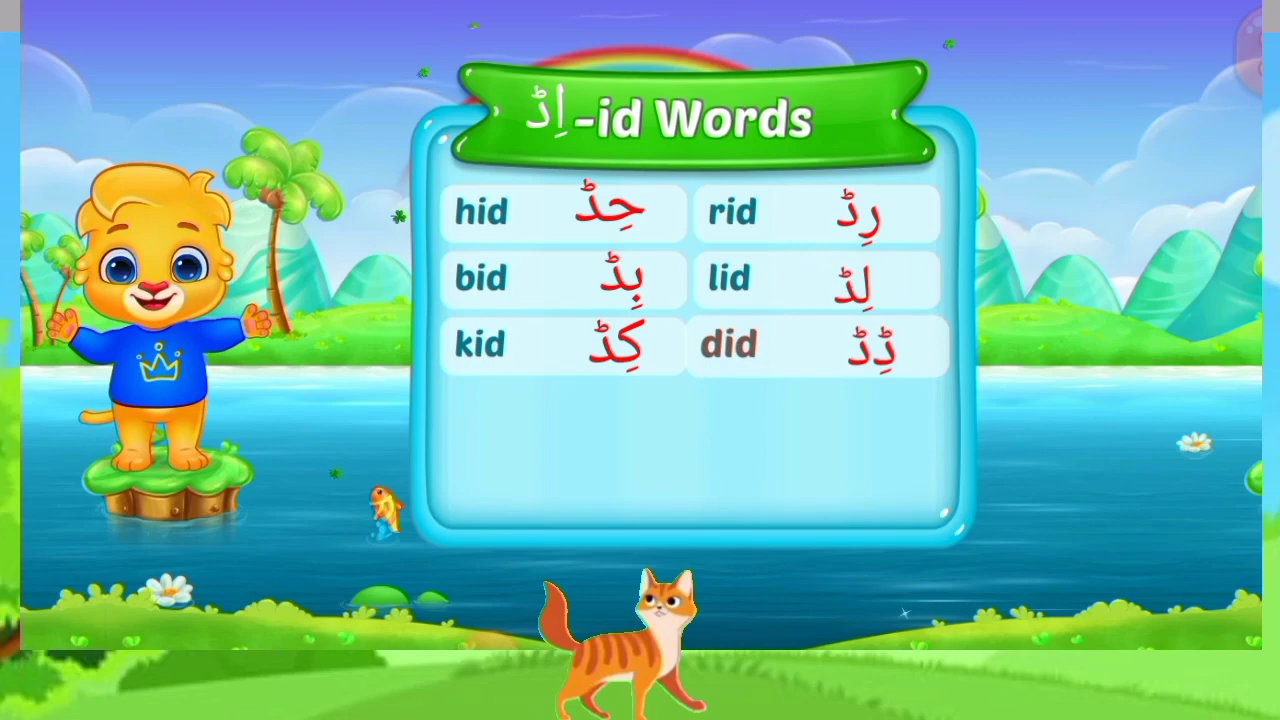 اِڈ -id Words
hid حِڈ rid رِڈ
bid بِڈ lid لِڈ
kid کِڈ did ڈِڈ